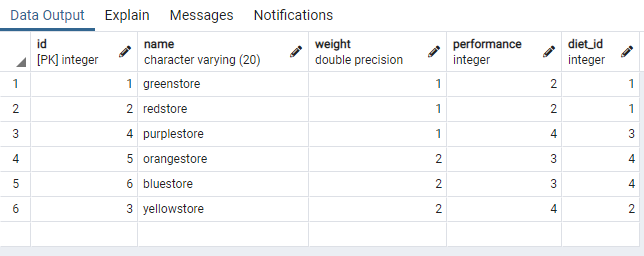 Data Output Explain Messages Notifications
id name weight performance diet_id
[PK] integer character varying (20) double precision integer integer
1 1 greenstore 1 2 1
2 2 redstore 1 2 1
3 4 purplestore 1 4 3
4 5 orangestore 2 3 4
5 6 bluestore 2 3 4
6 3 yellowstore 2 4 2